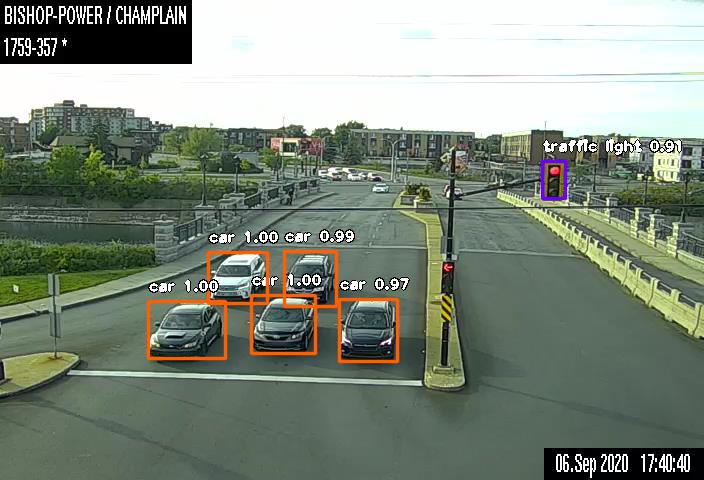 BISHOP-POWER / CHAMPLAIN
1759-357 *
traffic light 0.91
car 1.00
car 0.99
car 1.00
car 1.00
car 0.97
06.Sep 2020 17:40:40